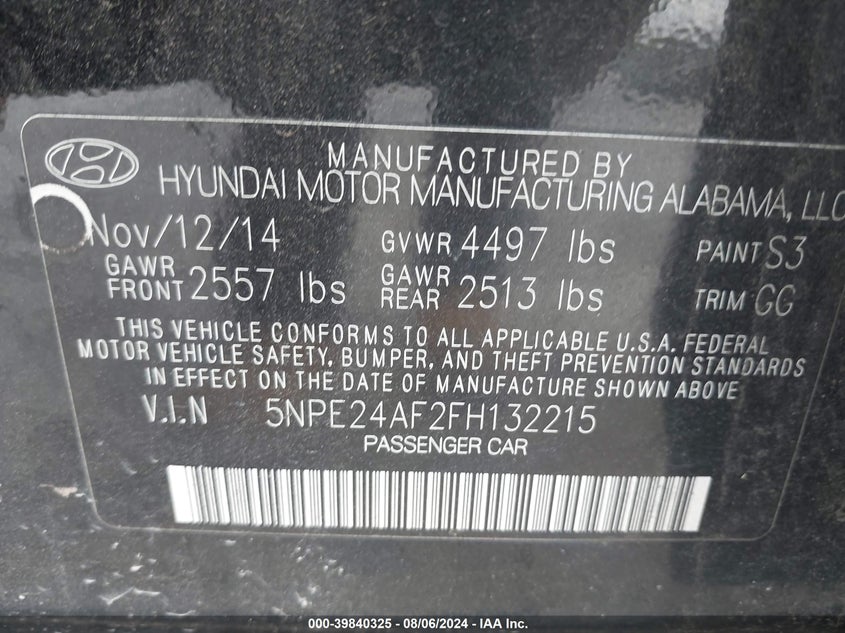 MANUFACTURED BY
HYUNDAI MOTOR MANUFACTURING ALABAMA, LLC
Nov/12/14 GVWR 4497 lbs PAINT S3
GAWR FRONT 2557 lbs GAWR REAR 2513 lbs TRIM GG
THIS VEHICLE CONFORMS TO ALL APPLICABLE U.S.A. FEDERAL
MOTOR VEHICLE SAFETY, BUMPER, AND THEFT PREVENTION STANDARDS
IN EFFECT ON THE DATE OF MANUFACTURE SHOWN ABOVE
V.I.N 5NPE24AF2FH132215
PASSENGER CAR
000-39840325 - 08/06/2024 - IAA Inc.